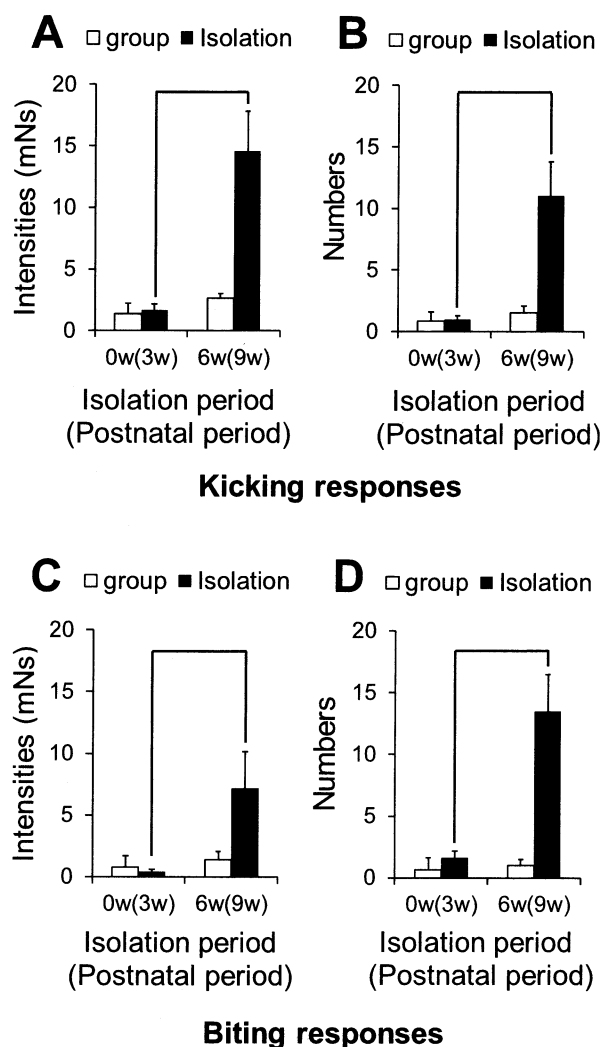 A
group Isolation
20
15
10
5
0
Intensities (mNs)
0w(3w) 6w(9w)
Isolation period
(Postnatal period)
B
group Isolation
20
15
10
5
0
Numbers
0w(3w) 6w(9w)
Isolation period
(Postnatal period)
Kicking responses
C
group Isolation
20
15
10
5
0
Intensities (mNs)
0w(3w) 6w(9w)
Isolation period
(Postnatal period)
D
group Isolation
20
15
10
5
0
Numbers
0w(3w) 6w(9w)
Isolation period
(Postnatal period)
Biting responses